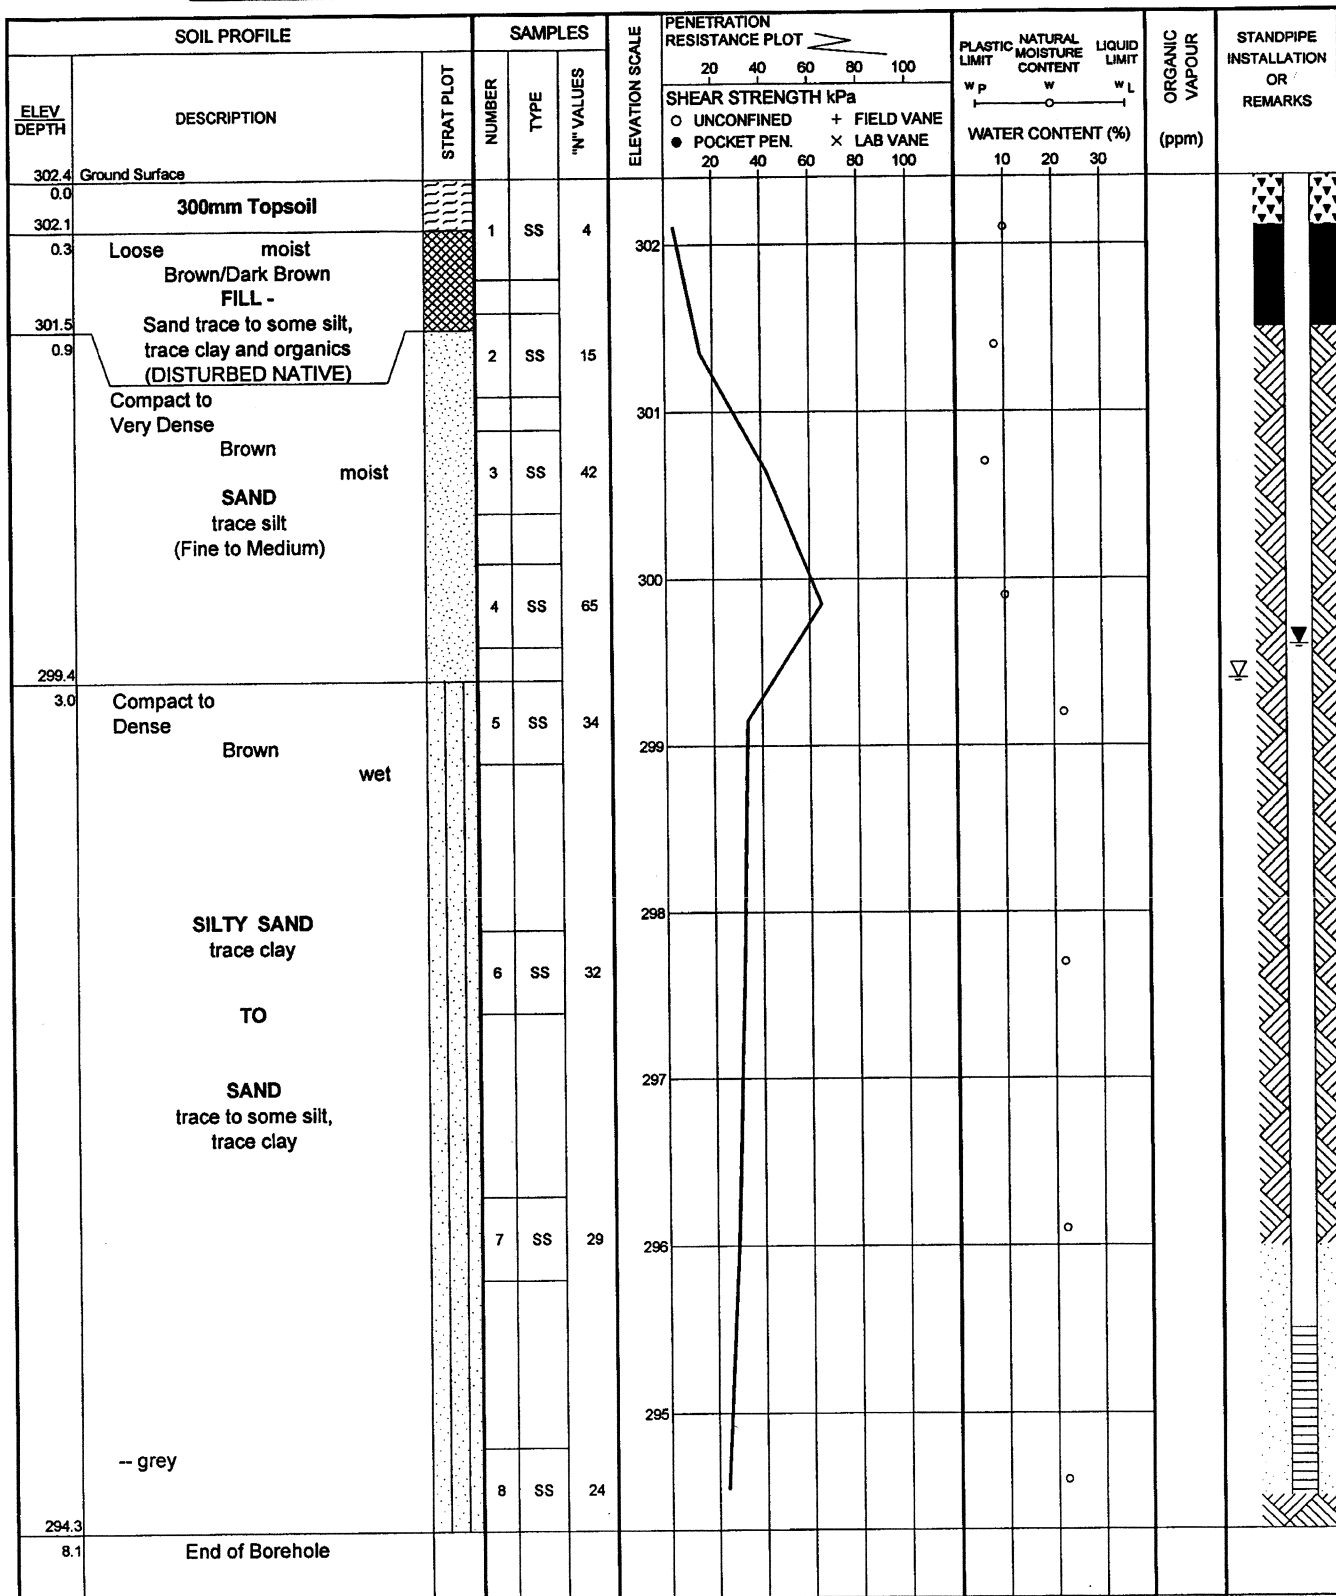 SOIL PROFILE
SAMPLES
ELEVATION SCALE
PENETRATION
RESISTANCE PLOT
20 40 60 80 100
SHEAR STRENGTH kPa
O UNCONFINED + FIELD VANE
● POCKET PEN. × LAB VANE
20 40 60 80 100
PLASTIC LIMIT
NATURAL MOISTURE CONTENT
LIQUID LIMIT
W P W W L
WATER CONTENT (%)
10 20 30
ORGANIC VAPOUR
(ppm)
STANDPIPE
INSTALLATION
OR
REMARKS
ELEV
DEPTH
DESCRIPTION
STRAT PLOT
NUMBER
TYPE
"N" VALUES
302.4 Ground Surface
0.0
300mm Topsoil
302.1
1 SS 4
302
0.3 Loose moist
Brown/Dark Brown
FILL -
301.5 Sand trace to some silt,
0.9 trace clay and organics
2 SS 15
(DISTURBED NATIVE)
Compact to
301
Very Dense
Brown
moist
3 SS 42
SAND
trace silt
(Fine to Medium)
300
4 SS 65
299.4
3.0 Compact to
Dense
5 SS 34
Brown
299
wet
298
SILTY SAND
trace clay
6 SS 32
TO
297
SAND
trace to some silt,
trace clay
7 SS 29
296
295
-- grey
8 SS 24
294.3
8.1 End of Borehole